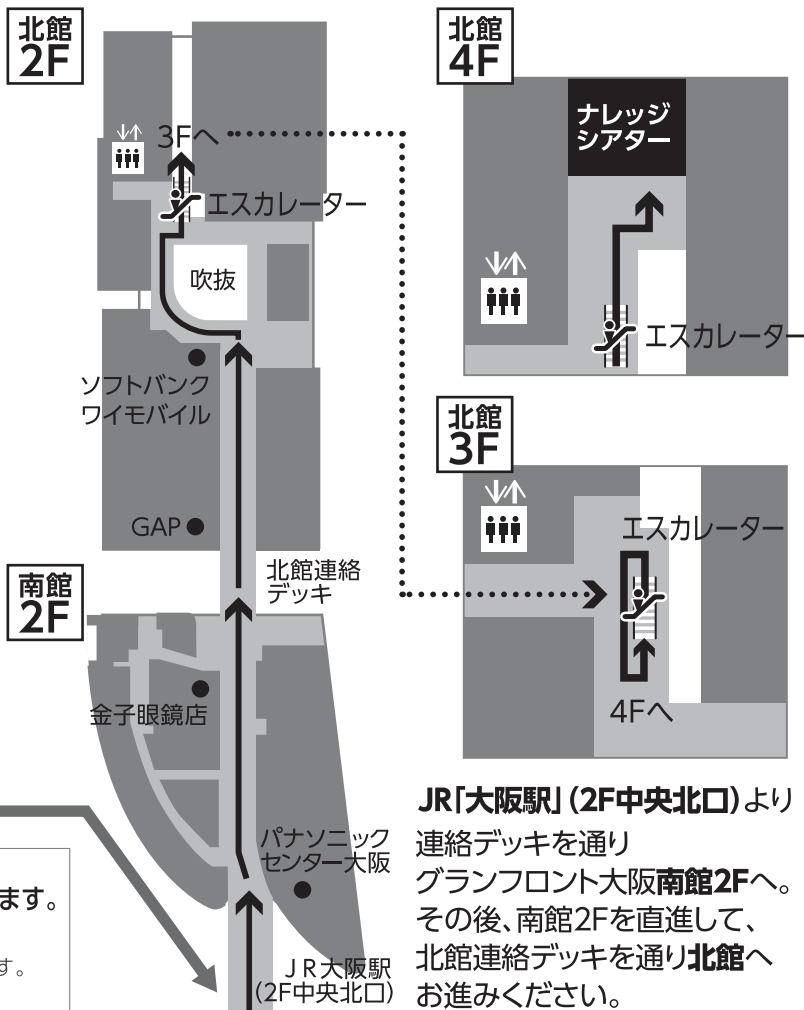 北館
2F
3Fへ
エスカレーター
吹抜
ソフトバンク
ワイモバイル
GAP
北館連絡
デッキ
南館
2F
金子眼鏡店
パナソニック
センター大阪
JR大阪駅
(2F中央北口)
ます。
す。
北館
4F
ナレッジ
シアター
エスカレーター
北館
3F
エスカレーター
4Fへ
JR「大阪駅」(2F中央北口)より
連絡デッキを通り
グランフロント大阪南館2Fへ。
その後、南館2Fを直進して、
北館連絡デッキを通り北館へ
お進みください。